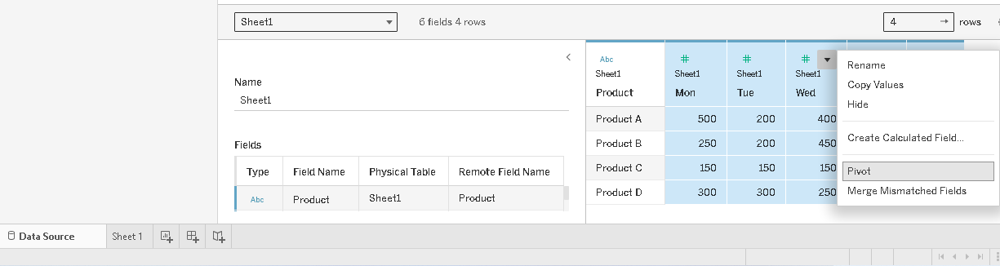 Sheet1
6 fields 4 rows
4 → rows
Name
Sheet1
Fields
Type Field Name Physical Table Remote Field Name
Abc Product Sheet1 Product
Abc # # #
Sheet1 Sheet1 Sheet1 Sheet1
Product Mon Tue Wed
Product A 500 200 400
Product B 250 200 450
Product C 150 150 150
Product D 300 300 250
Rename
Copy Values
Hide
Create Calculated Field...
Pivot
Merge Mismatched Fields
Data Source Sheet 1